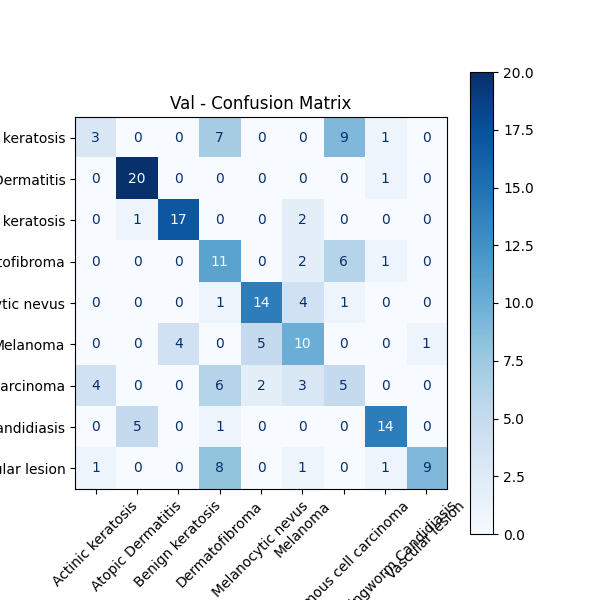 Val - Confusion Matrix
keratosis 3 0 0 7 0 0 9 1 0
Dermatitis 0 20 0 0 0 0 0 1 0
keratosis 0 1 17 0 0 2 0 0 0
tofibroma 0 0 0 11 0 2 6 1 0
ytic nevus 0 0 0 1 14 4 1 0 0
Melanoma 0 0 4 0 5 10 0 0 1
arcinoma 4 0 0 6 2 3 5 0 0
andidiasis 0 5 0 1 0 0 0 14 0
ular lesion 1 0 0 8 0 1 0 1 9
Actinic keratosis
Atopic Dermatitis
Benign keratosis
Dermatofibroma
Melanocytic nevus
Melanoma
mous cell carcinoma
ngworm Candidiasis
Vascular lesion
20.0
17.5
15.0
12.5
10.0
7.5
5.0
2.5
0.0